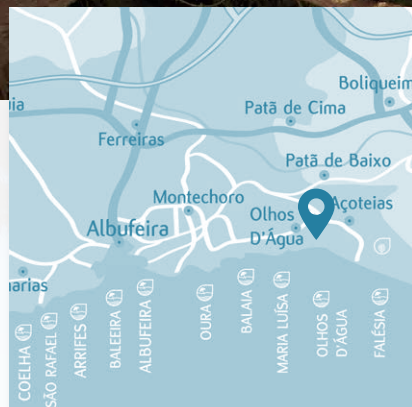 Boliqueim
Patã de Cima
Ferreiras
Patã de Baixo
Montechoro
Açoteias
Olhos
D'Água
Albufeira
COELHA
SÃO RAFAEL
ARRIFES
BALEEIRA
ALBUFEIRA
OURA
BALAIA
MARIA LUÍSA
OLHOS
D'ÁGUA
FALÉSIA